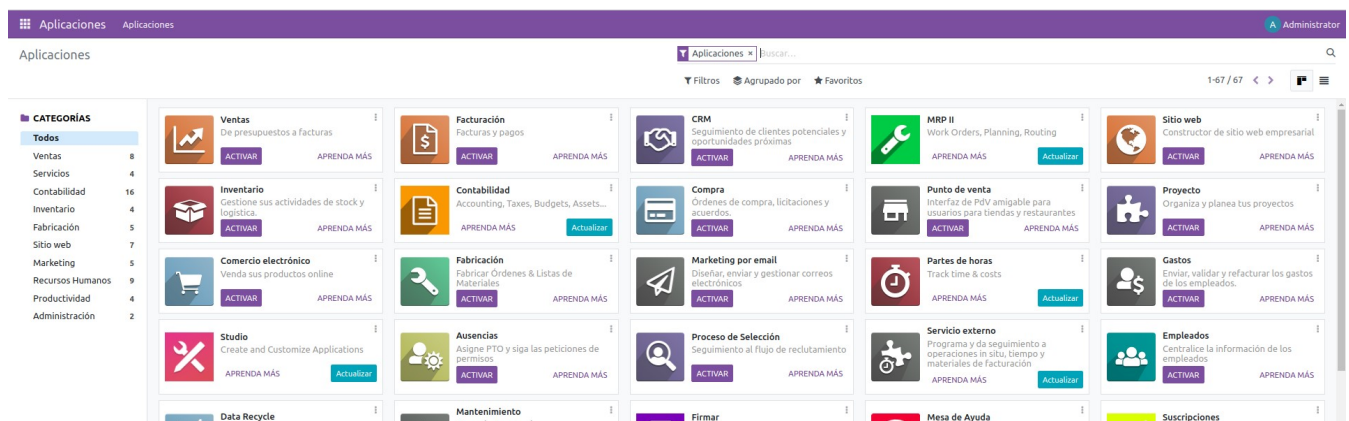 Aplicaciones Aplicaciones A Administrator
Aplicaciones
Aplicaciones × Buscar...
Filtros Agrupado por Favoritos 1-67 / 67
CATEGORÍAS
Todos
Ventas 8
Servicios 4
Contabilidad 16
Inventario 4
Fabricación 5
Sitio web 7
Marketing 5
Recursos Humanos 9
Productividad 4
Administración 2
Ventas
De presupuestos a facturas
ACTIVAR APRENDA MÁS
Facturación
Facturas y pagos
ACTIVAR APRENDA MÁS
CRM
Seguimiento de clientes potenciales y
oportunidades próximas
ACTIVAR APRENDA MÁS
MRP II
Work Orders, Planning, Routing
APRENDA MÁS Actualizar
Sitio web
Constructor de sitio web empresarial
ACTIVAR APRENDA MÁS
Inventario
Gestione sus actividades de stock y
logística.
ACTIVAR APRENDA MÁS
Contabilidad
Accounting, Taxes, Budgets, Assets...
APRENDA MÁS Actualizar
Compra
Órdenes de compra, licitaciones y
acuerdos.
ACTIVAR APRENDA MÁS
Punto de venta
Interfaz de PdV amigable para
usuarios para tiendas y restaurantes
ACTIVAR APRENDA MÁS
Proyecto
Organiza y planea tus proyectos
ACTIVAR APRENDA MÁS
Comercio electrónico
Venda sus productos online
ACTIVAR APRENDA MÁS
Fabricación
Fabricar Órdenes & Listas de
Materiales
ACTIVAR APRENDA MÁS
Marketing por email
Diseñar, enviar y gestionar correos
electrónicos
ACTIVAR APRENDA MÁS
Partes de horas
Track time & costs
APRENDA MÁS Actualizar
Gastos
Enviar, validar y refacturar los gastos
de los empleados.
ACTIVAR APRENDA MÁS
Studio
Create and Customize Applications
APRENDA MÁS Actualizar
Ausencias
Asigne PTO y siga las peticiones de
permisos
ACTIVAR APRENDA MÁS
Proceso de Selección
Seguimiento al flujo de reclutamiento
ACTIVAR APRENDA MÁS
Servicio externo
Programa y da seguimiento a
operaciones in situ, tiempo y
materiales de facturación
APRENDA MÁS Actualizar
Empleados
Centralice la información de los
empleados
ACTIVAR APRENDA MÁS
Data Recycle
Mantenimiento
Firmar
Mesa de Ayuda
Suscripciones